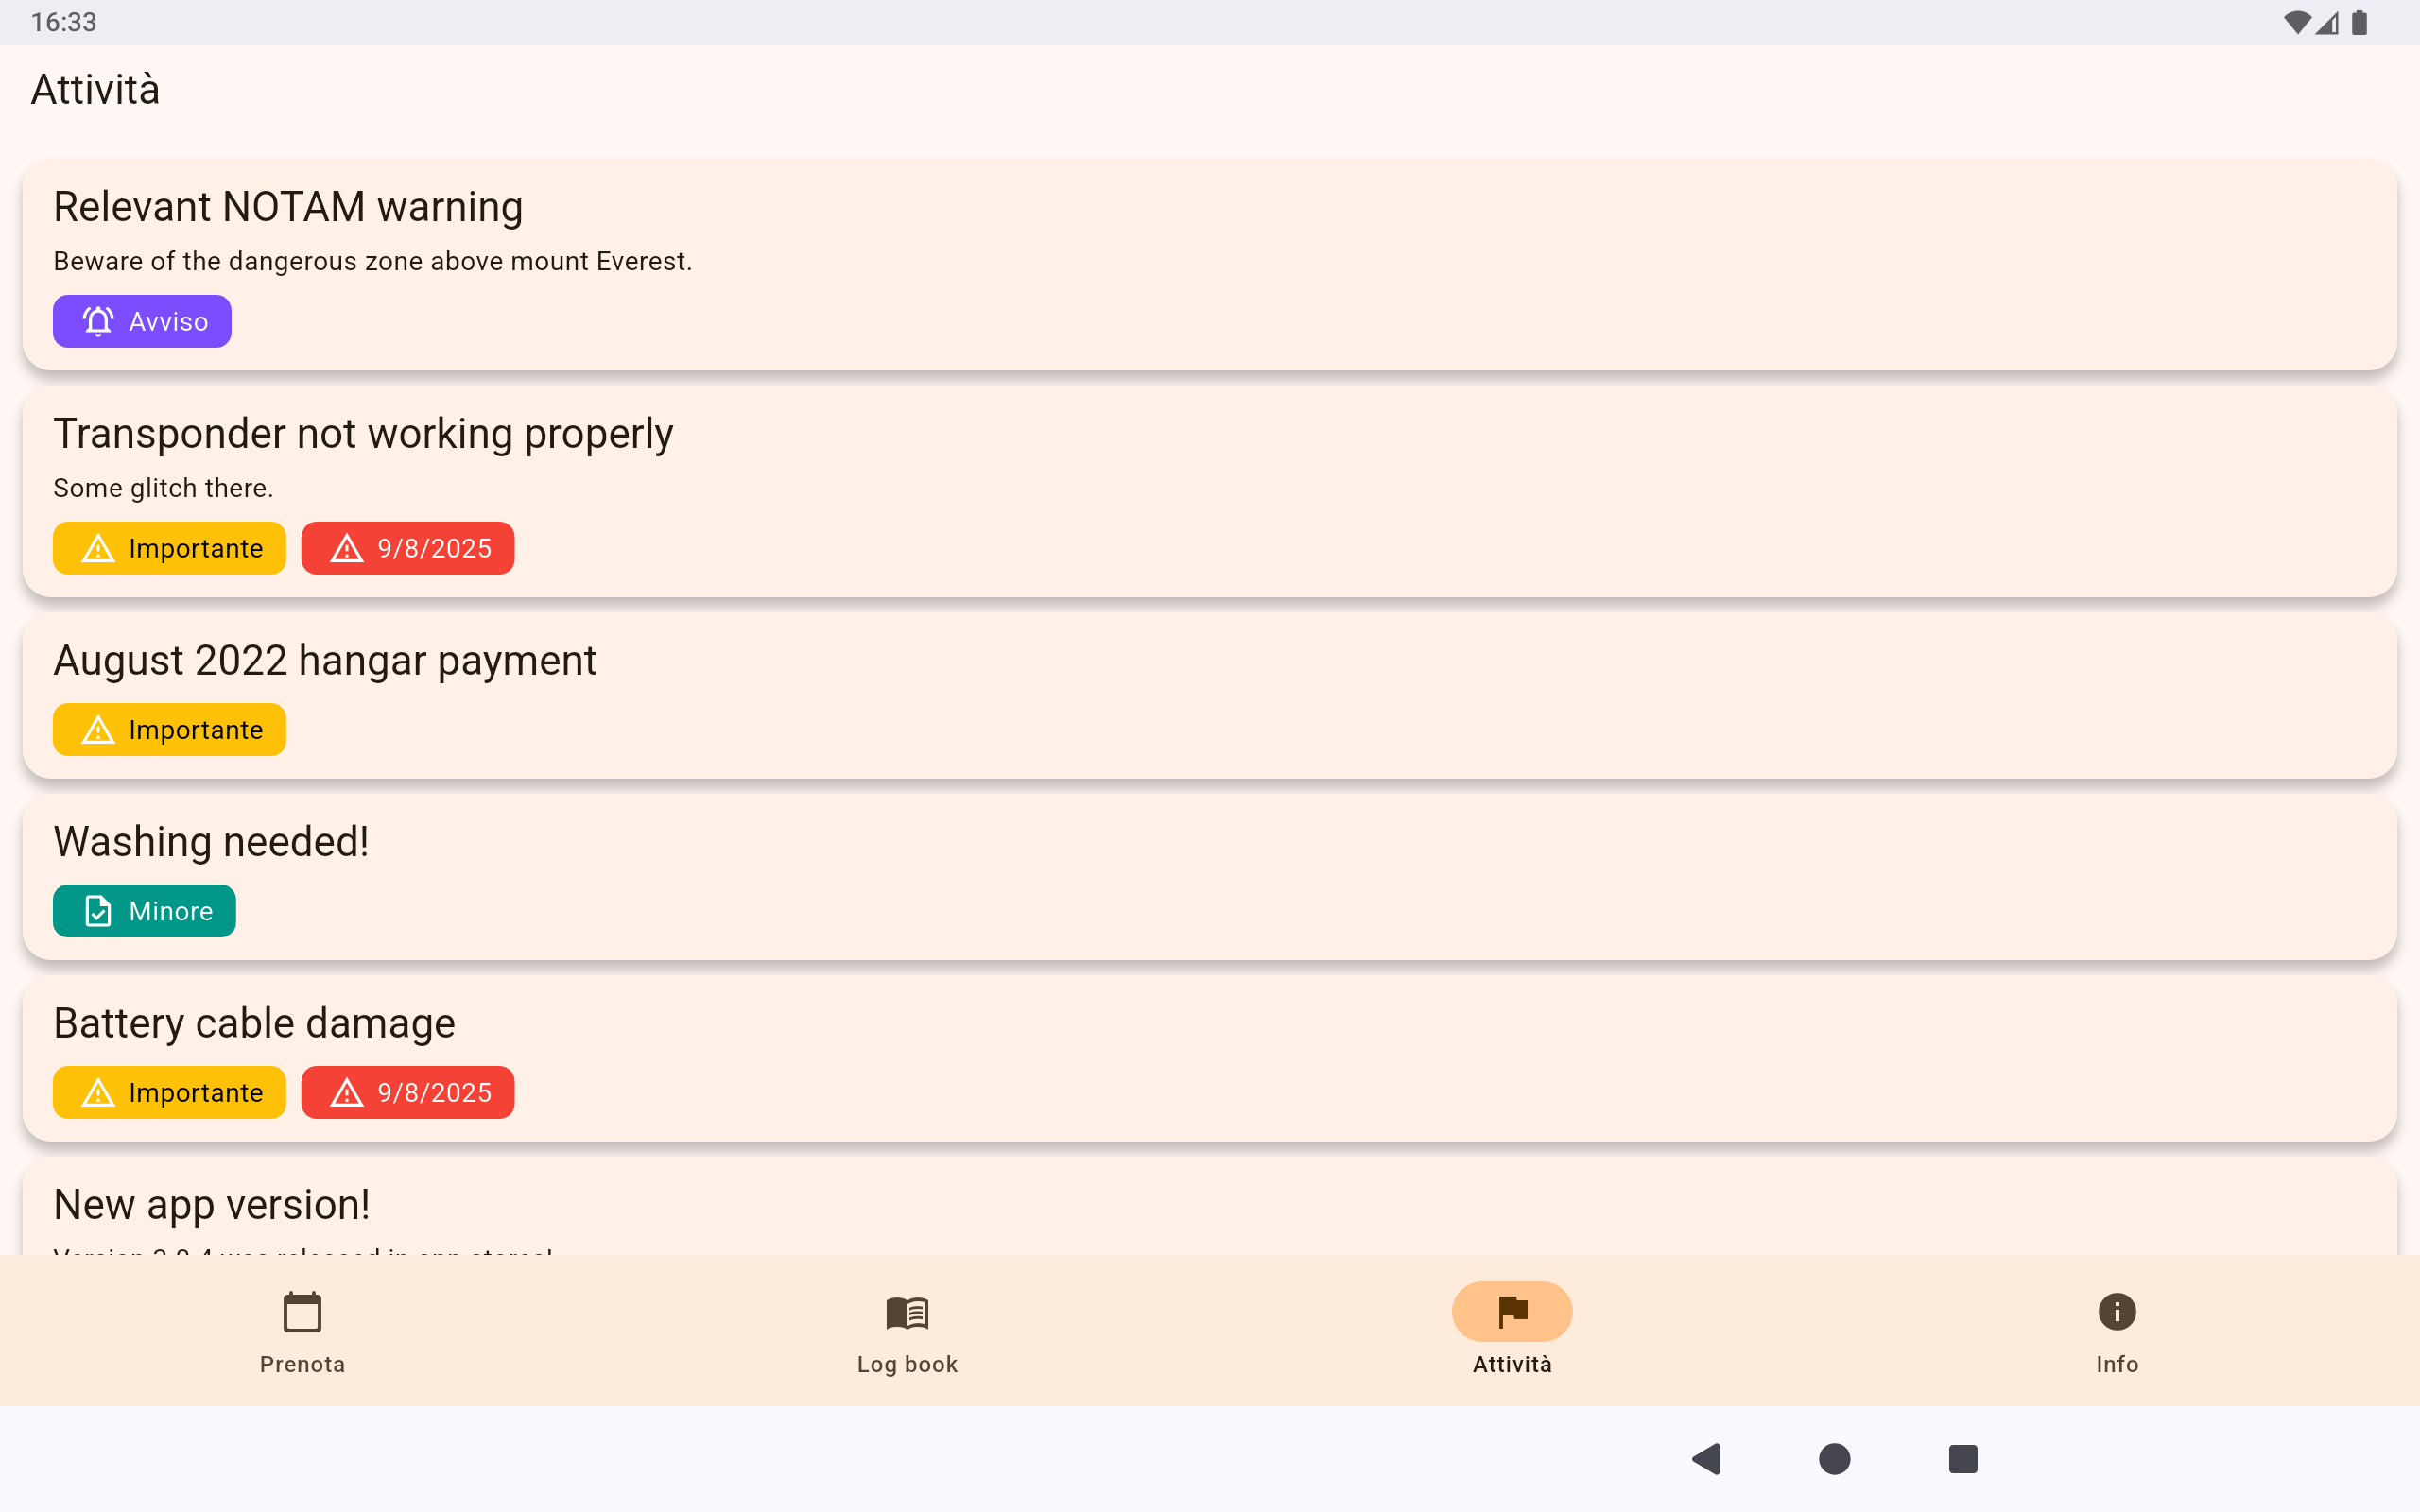 16:33
Attività
Relevant NOTAM warning
Beware of the dangerous zone above mount Everest.
Avviso
Transponder not working properly
Some glitch there.
Importante 9/8/2025
August 2022 hangar payment
Importante
Washing needed!
Minore
Battery cable damage
Importante 9/8/2025
New app version!
Prenota Log book Attività Info